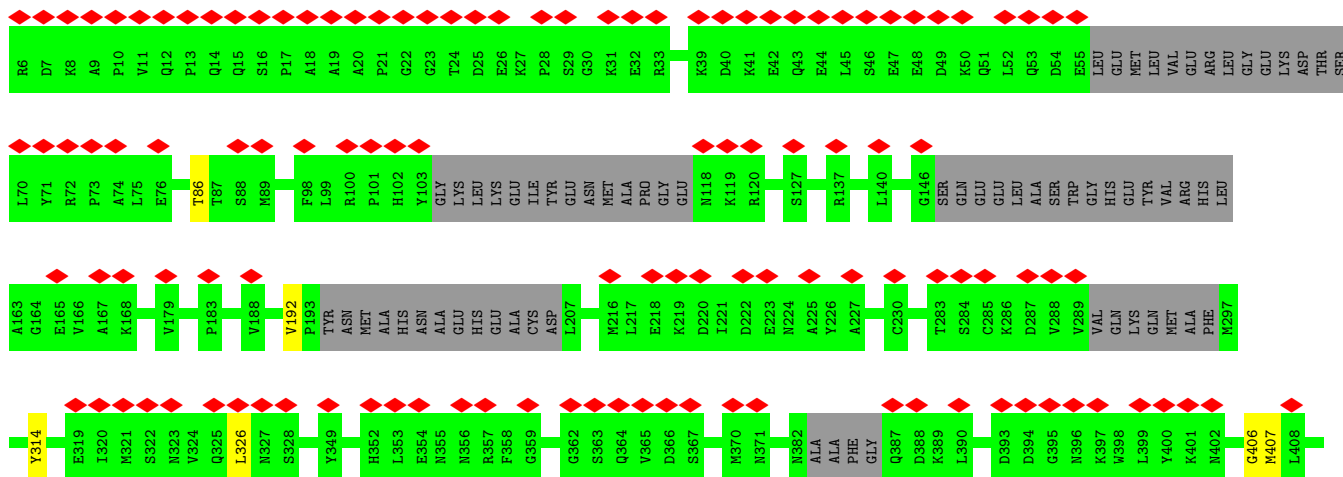 R6 D7 K8 A9 P10 V11 Q12 P13 Q14 Q15 S16 P17 A18 A19 A20 P21 G22 G23 T24 D25 E26 K27 P28 S29 G30 K31 E32 R33 K39 D40 K41 E42 Q43 E44 L45 S46 E47 E48 D49 K50 Q51 L52 Q53 D54 E55 LEU GLU MET LEU VAL GLU ARG LEU GLY GLU LYS ASP THR SER
L70 Y71 R72 P73 A74 L75 E76 T86 T87 S88 M89 F98 L99 R100 P101 H102 Y103 GLY LYS LEU LYS GLU ILE TYR GLU ASN MET ALA PRO GLY GLU N118 K119 R120 S127 R137 L140 G146 SER GLN GLU GLU LEU ALA SER TRP GLY HIS GLU TYR VAL ARG HIS LEU
A163 G164 E165 V166 A167 K168 V179 P183 V188 V192 P193 TYR ASN MET ALA HIS ASN ALA GLU HIS GLU ALA CYS ASP L207 M216 L217 E218 K219 D220 I221 D222 E223 N224 A225 Y226 A227 C230 T283 S284 C285 K286 D287 V288 V289 VAL GLN LYS GLN MET ALA PHE M297
Y314 E319 I320 M321 S322 N323 V324 Q325 L326 N327 S328 Y349 H352 L353 E354 N355 N356 R357 F358 G359 G362 S363 Q364 V365 D366 S367 M370 N371 N382 ALA ALA PHE GLY Q387 D388 K389 L390 D393 D394 G395 N396 K397 W398 L399 Y400 K401 N402 G406 M407 L408